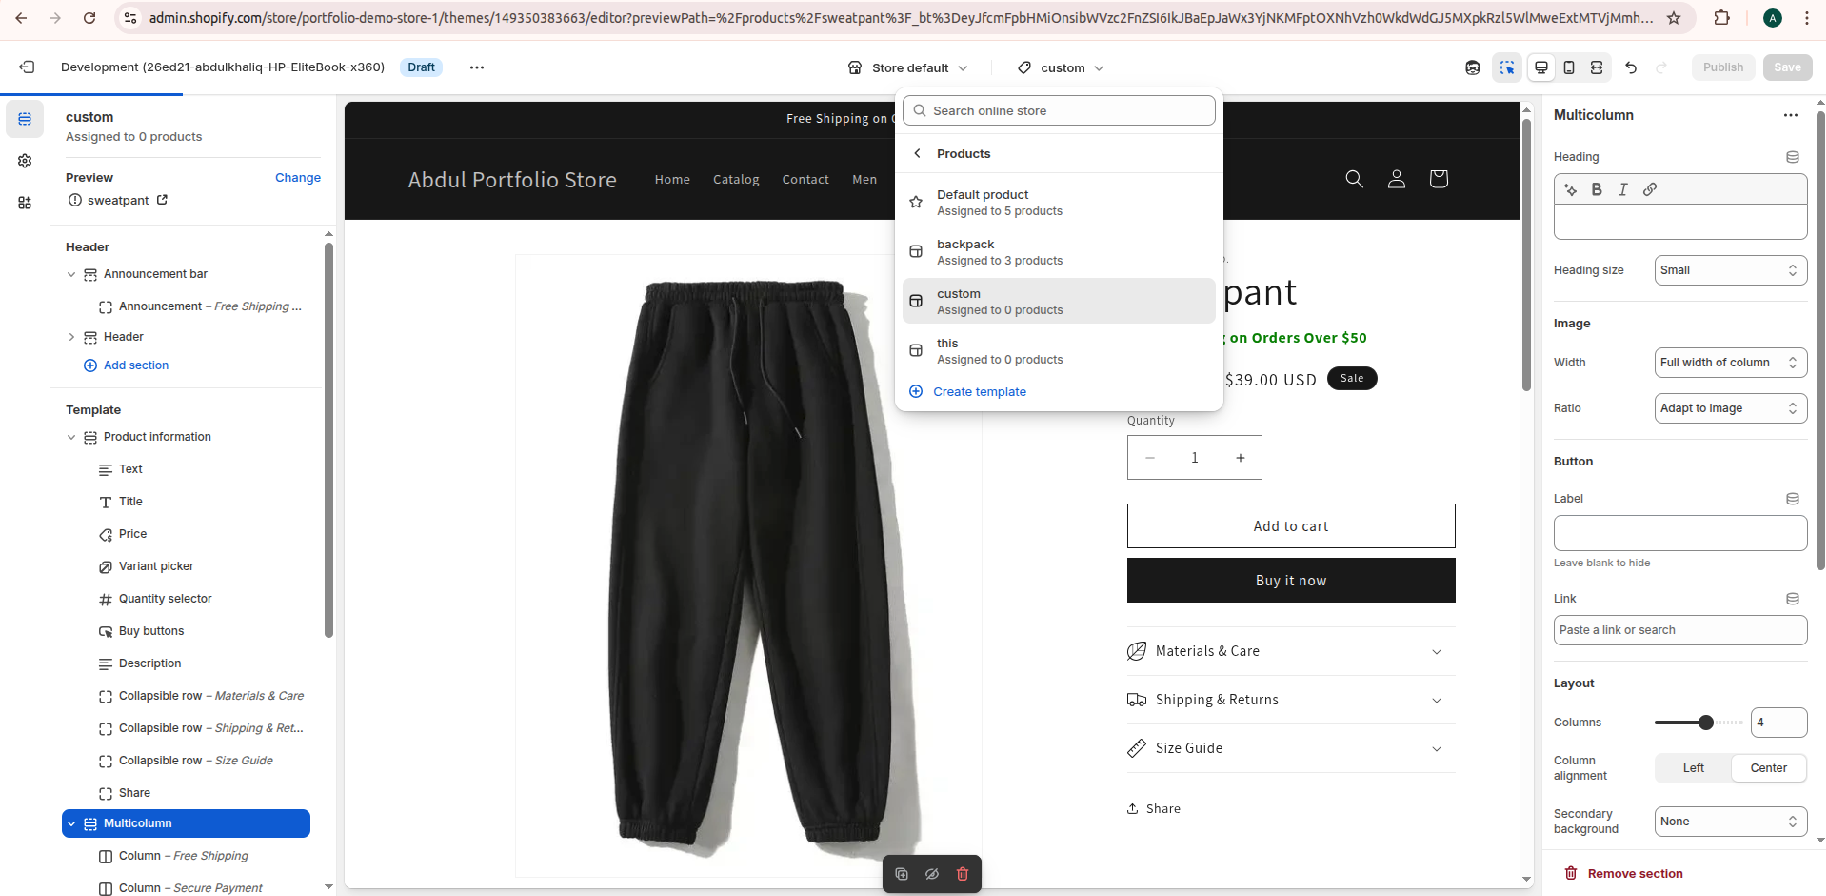 admin.shopify.com/store/portfolio-demo-store-1/themes/149350383663/editor?previewPath=%2Fproducts%2Fsweatpant%3F_bt%3DeyJfcmFpbHMiOnsibWVzc2FnZSI6IkJBaEpJaWx3YjNKMFptOXNhVzh0WkdWdGJ5MXpkRzl5WlMweExtMTVjMmh...
A
Development (26ed21-abdulkhaliq-HP-EliteBook-x360)
Draft
Store default
custom
Publish
Save
custom
Assigned to 0 products
Preview
Change
sweatpant
Header
Announcement bar
Announcement – Free Shipping ...
Header
Add section
Template
Product information
Text
Title
Price
Variant picker
Quantity selector
Buy buttons
Description
Collapsible row – Materials & Care
Collapsible row – Shipping & Ret...
Collapsible row – Size Guide
Share
Multicolumn
Column – Free Shipping
Column – Secure Payment
Free Shipping on
Abdul Portfolio Store
Home
Catalog
Contact
Men
Search online store
Products
Default product
Assigned to 5 products
backpack
Assigned to 3 products
custom
Assigned to 0 products
this
Assigned to 0 products
Create template
pant
on Orders Over $50
$39.00 USD
Sale
Quantity
1
Add to cart
Buy it now
Materials & Care
Shipping & Returns
Size Guide
Share
Multicolumn
Heading
B I
Heading size
Small
Image
Width
Full width of column
Ratio
Adapt to image
Button
Label
Leave blank to hide
Link
Paste a link or search
Layout
Columns
4
Column alignment
Left
Center
Secondary background
None
Remove section